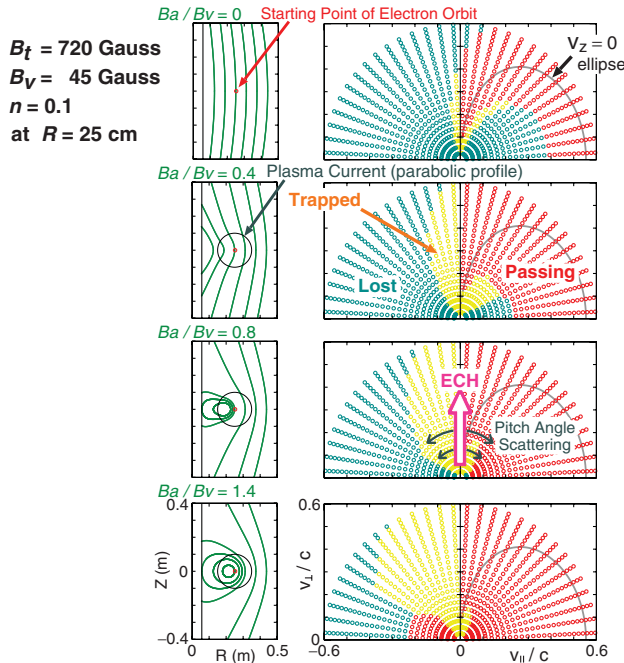 Ba / Bv = 0
Starting Point of Electron Orbit
Bt = 720 Gauss
Bv = 45 Gauss
n = 0.1
at R = 25 cm
VZ = 0
ellipse
Ba / Bv = 0.4
Plasma Current (parabolic profile)
Trapped
Lost
Passing
Ba / Bv = 0.8
ECH
Pitch Angle
Scattering
Ba / Bv = 1.4
0.4
0
−0.4
Z (m)
0
0.5
R (m)
0.6
0
V⊥ / c
−0.6
0
0.6
V|| / c